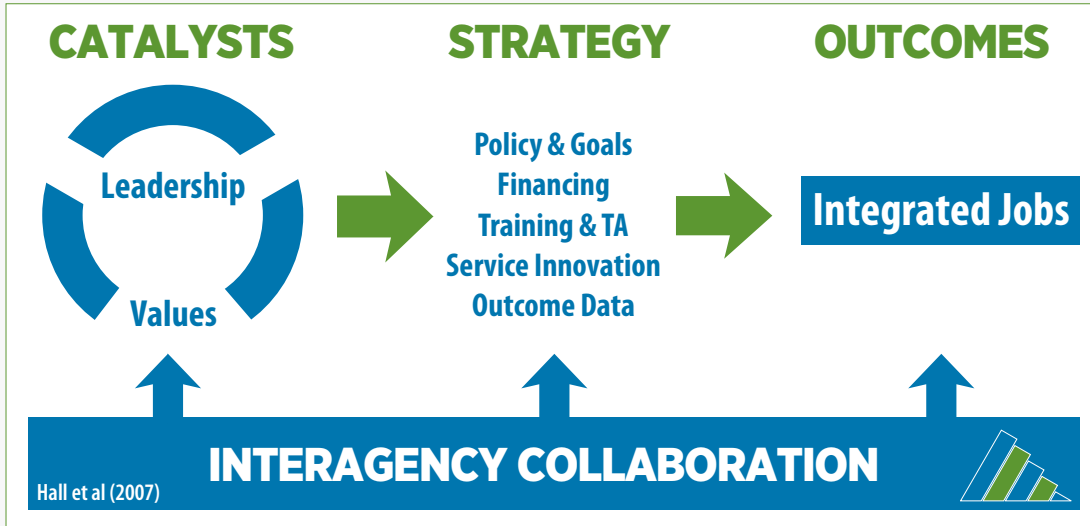 CATALYSTS
Leadership
Values
STRATEGY
Policy & Goals
Financing
Training & TA
Service Innovation
Outcome Data
OUTCOMES
Integrated Jobs
INTERAGENCY COLLABORATION
Hall et al (2007)